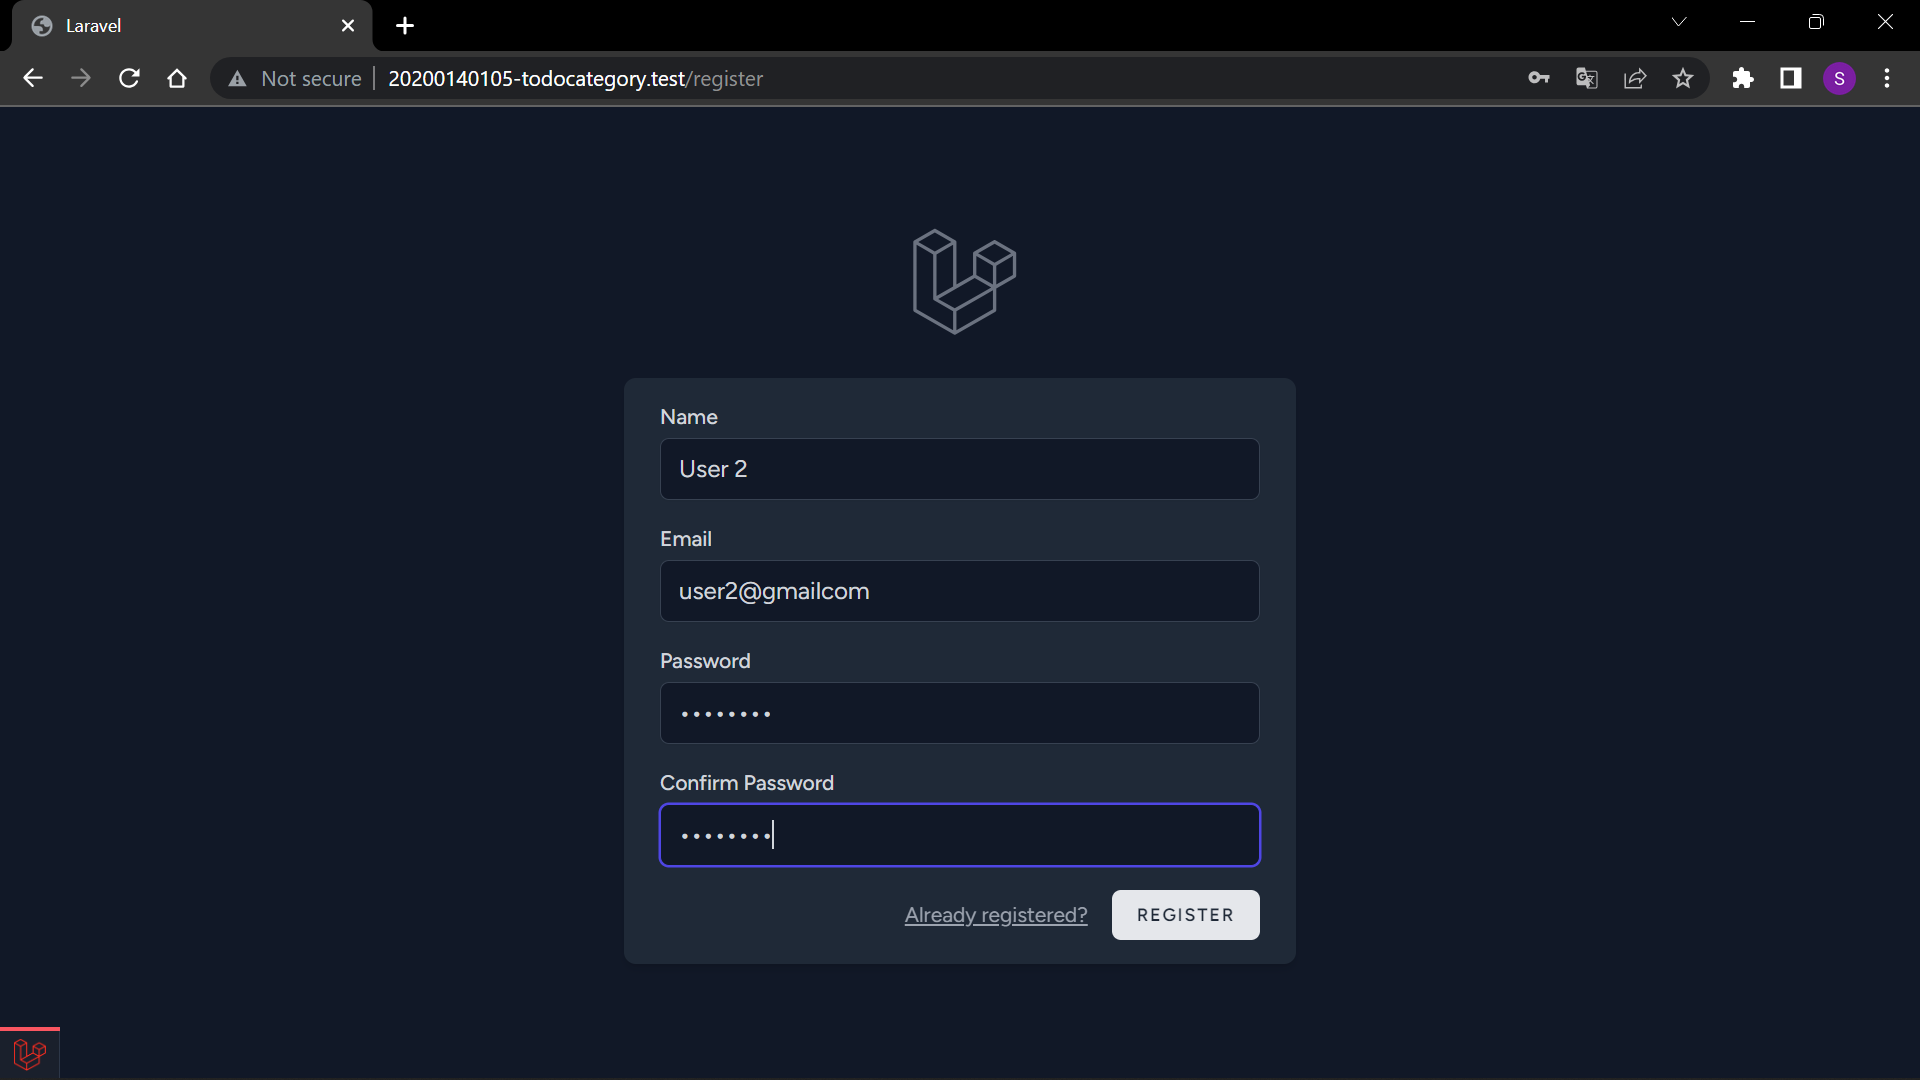 Laravel
Not secure
20200140105-todocategory.test/register
S
Name
User 2
Email
user2@gmailcom
Password
••••••••
Confirm Password
••••••••
Already registered?
REGISTER